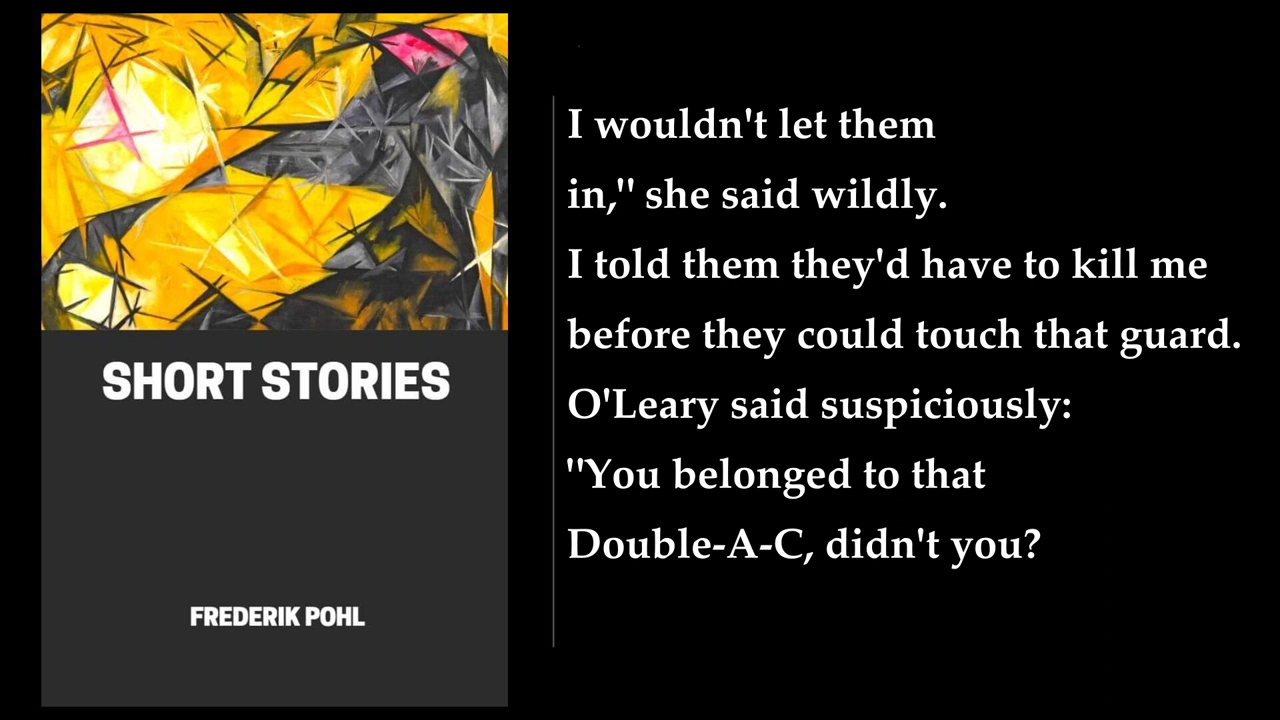 SHORT STORIES
FREDERIK POHL
I wouldn't let them
in," she said wildly.
I told them they'd have to kill me
before they could touch that guard.
O'Leary said suspiciously:
"You belonged to that
Double-A-C, didn't you?